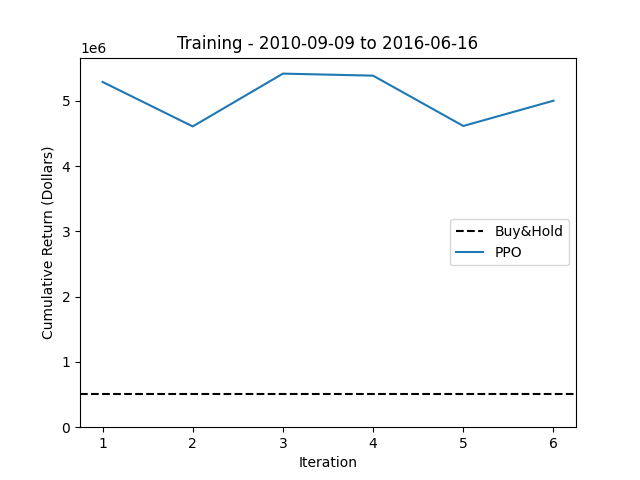 Training - 2010-09-09 to 2016-06-16
1e6
Cumulative Return (Dollars)
5
4
3
2
1
0
Buy&Hold
PPO
1 2 3 4 5 6
Iteration